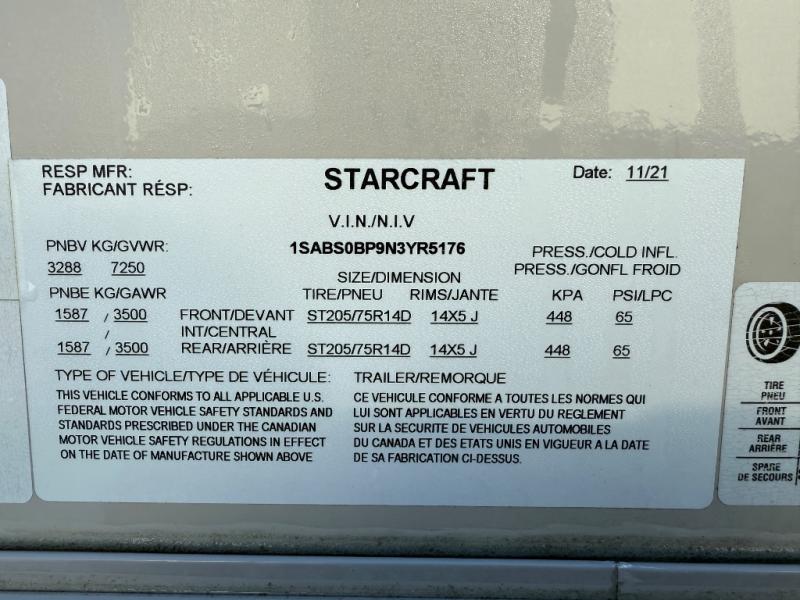 RESP MFR: STARCRAFT Date: 11/21
FABRICANT RÉSP:
V.I.N./N.I.V
PNBV KG/GVWR: 1SABS0BP9N3YR5176 PRESS./COLD INFL.
3288 7250 SIZE/DIMENSION PRESS./GONFL FROID
PNBE KG/GAWR TIRE/PNEU RIMS/JANTE KPA PSI/LPC
1587 / 3500 FRONT/DEVANT ST205/75R14D 14X5 J 448 65
/ INT/CENTRAL
1587 / 3500 REAR/ARRIÈRE ST205/75R14D 14X5 J 448 65
TYPE OF VEHICLE/TYPE DE VÉHICULE: TRAILER/REMORQUE
THIS VEHICLE CONFORMS TO ALL APPLICABLE U.S.
FEDERAL MOTOR VEHICLE SAFETY STANDARDS AND
STANDARDS PRESCRIBED UNDER THE CANADIAN
MOTOR VEHICLE SAFETY REGULATIONS IN EFFECT
ON THE DATE OF MANUFACTURE SHOWN ABOVE
CE VEHICULE CONFORME A TOUTES LES NORMES QUI
LUI SONT APPLICABLES EN VERTU DU REGLEMENT
SUR LA SECURITE DE VEHICULES AUTOMOBILES
DU CANADA ET DES ETATS UNIS EN VIGUEUR A LA DATE
DE SA FABRICATION CI-DESSUS.
TIRE
PNEU
FRONT
AVANT
REAR
ARRIÈRE
SPARE
DE SECOURS